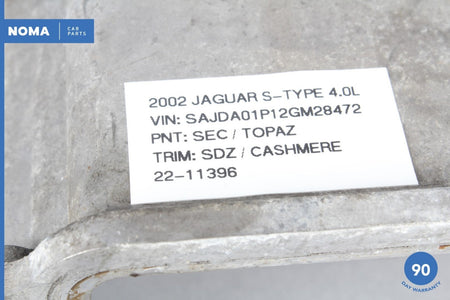 NOMA CAR PARTS
2002 JAGUAR S-TYPE 4.0L
VIN: SAJDA01P12GM28472
PNT: SEC / TOPAZ
TRIM: SDZ / CASHMERE
22-11396
90
DAY WARRANTY